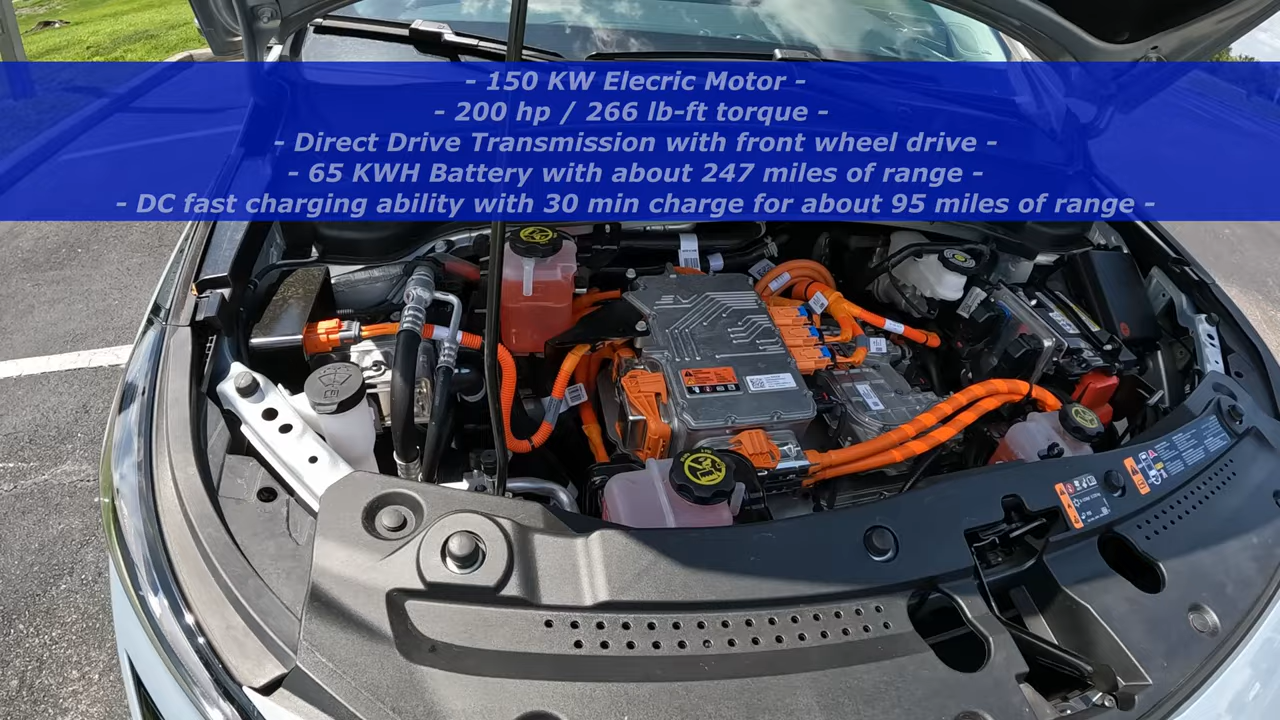 - 150 KW Elecric Motor -
- 200 hp / 266 lb-ft torque -
- Direct Drive Transmission with front wheel drive -
- 65 KWH Battery with about 247 miles of range -
- DC fast charging ability with 30 min charge for about 95 miles of range -